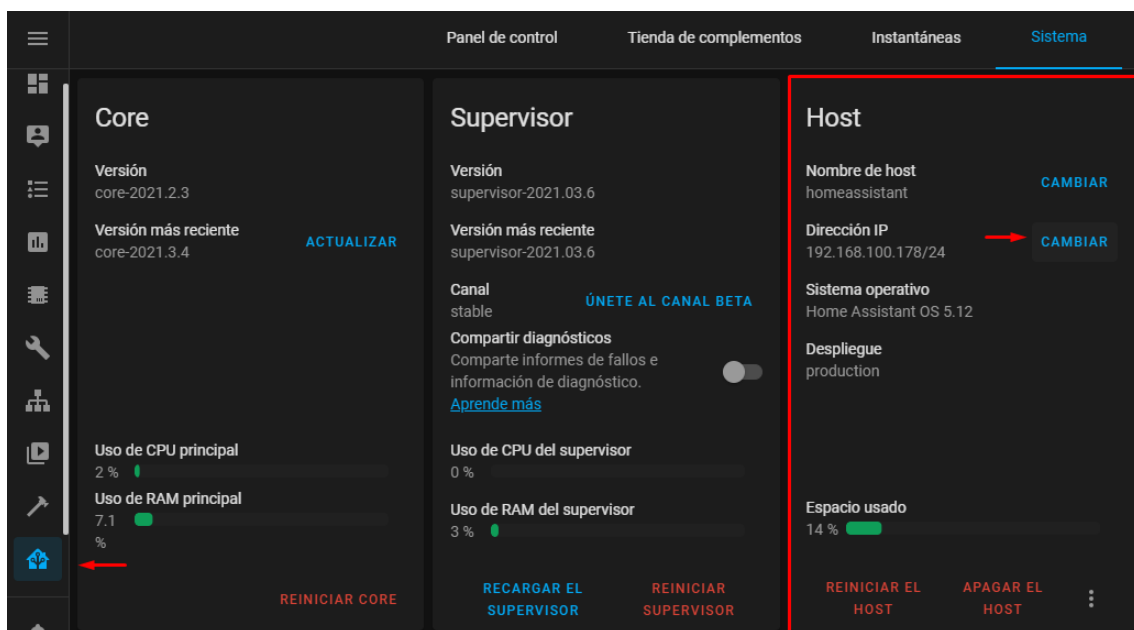 Panel de control
Tienda de complementos
Instantáneas
Sistema
Core
Versión
core-2021.2.3
Versión más reciente
core-2021.3.4
ACTUALIZAR
Uso de CPU principal
2 %
Uso de RAM principal
7.1
%
REINICIAR CORE
Supervisor
Versión
supervisor-2021.03.6
Versión más reciente
supervisor-2021.03.6
Canal
stable
ÚNETE AL CANAL BETA
Compartir diagnósticos
Comparte informes de fallos e
información de diagnóstico.
Aprende más
Uso de CPU del supervisor
0 %
Uso de RAM del supervisor
3 %
RECARGAR EL
SUPERVISOR
REINICIAR
SUPERVISOR
Host
Nombre de host
homeassistant
CAMBIAR
Dirección IP
192.168.100.178/24
CAMBIAR
Sistema operativo
Home Assistant OS 5.12
Despliegue
production
Espacio usado
14 %
REINICIAR EL
HOST
APAGAR EL
HOST